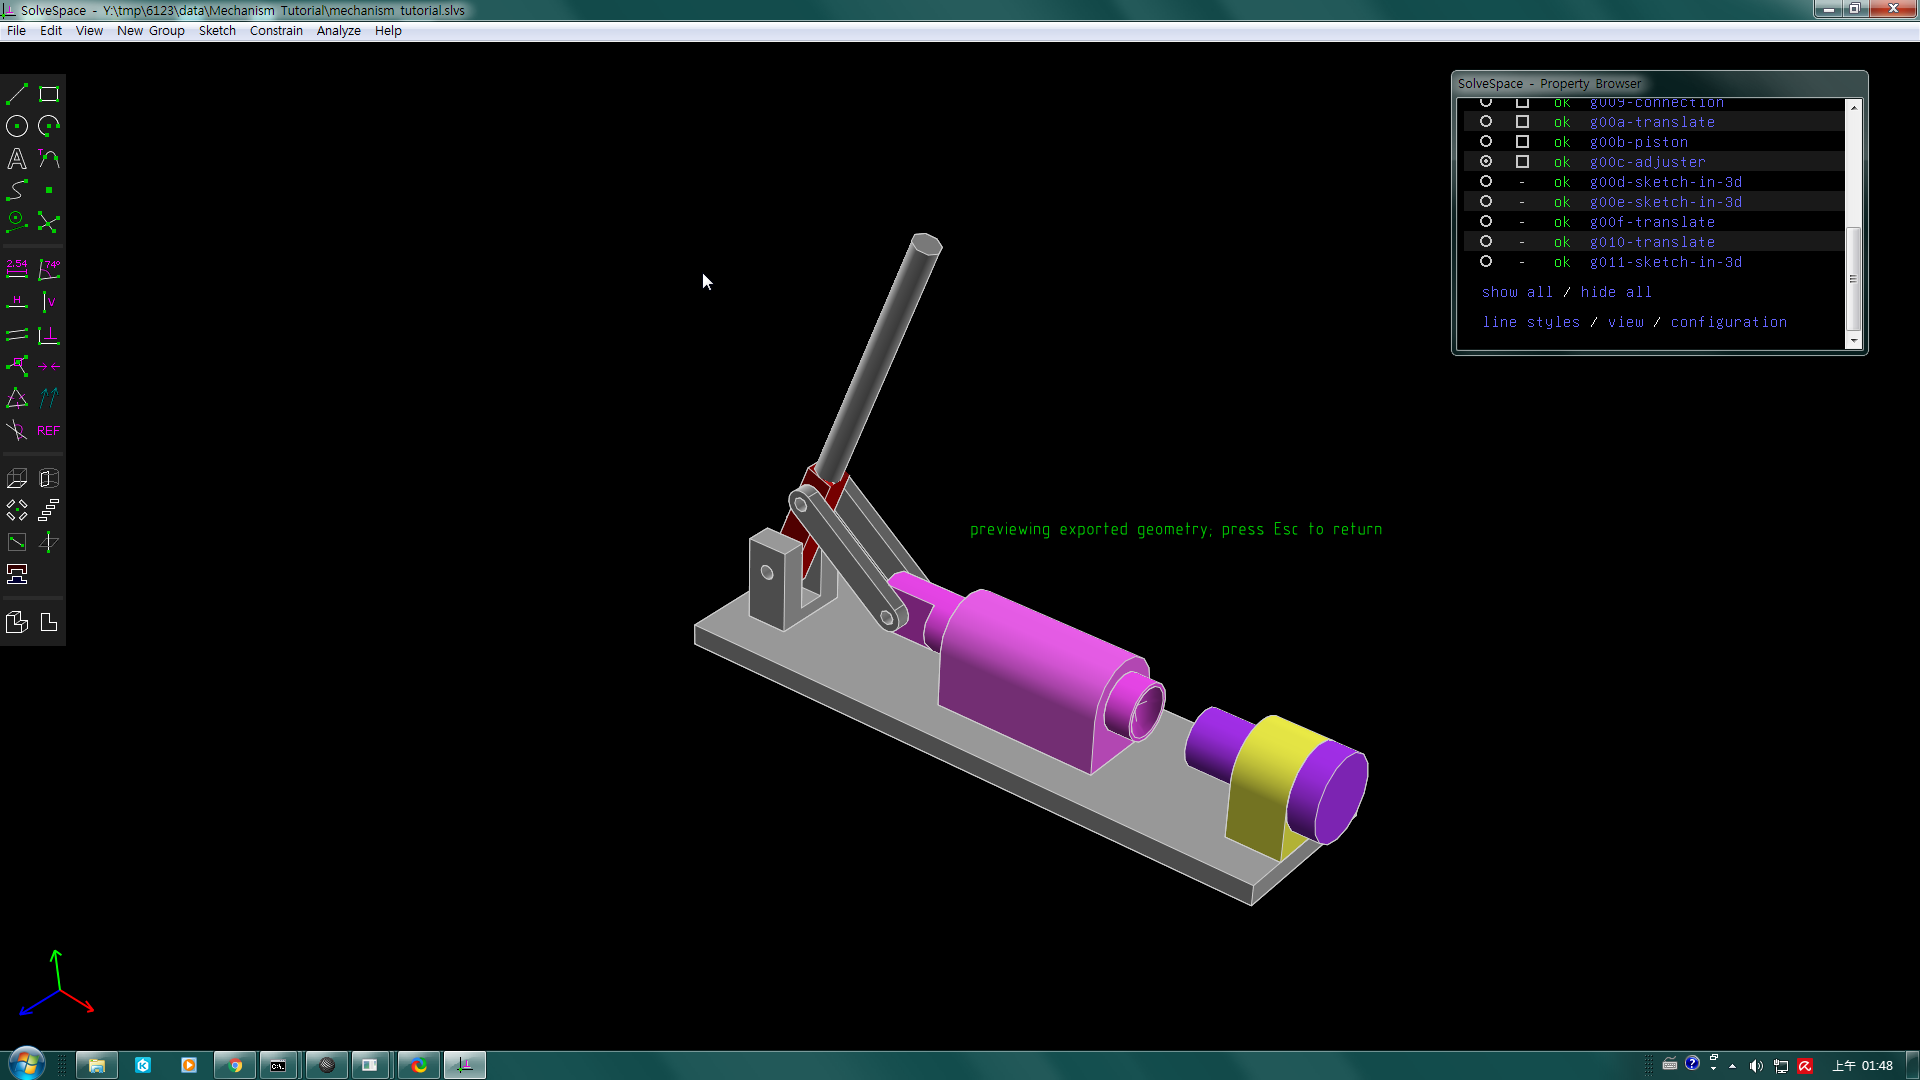 SolveSpace - Y:\tmp\6123\data\Mechanism Tutorial\mechanism tutorial.slvs
File Edit View New Group Sketch Constrain Analyze Help
SolveSpace - Property Browser
ok g009-connection
ok g00a-translate
ok g00b-piston
ok g00c-adjuster
- ok g00d-sketch-in-3d
- ok g00e-sketch-in-3d
- ok g00f-translate
- ok g010-translate
- ok g011-sketch-in-3d
show all / hide all
line styles / view / configuration
A T
2.54 74°
H V
REF
previewing exported geometry; press Esc to return
上午 01:48